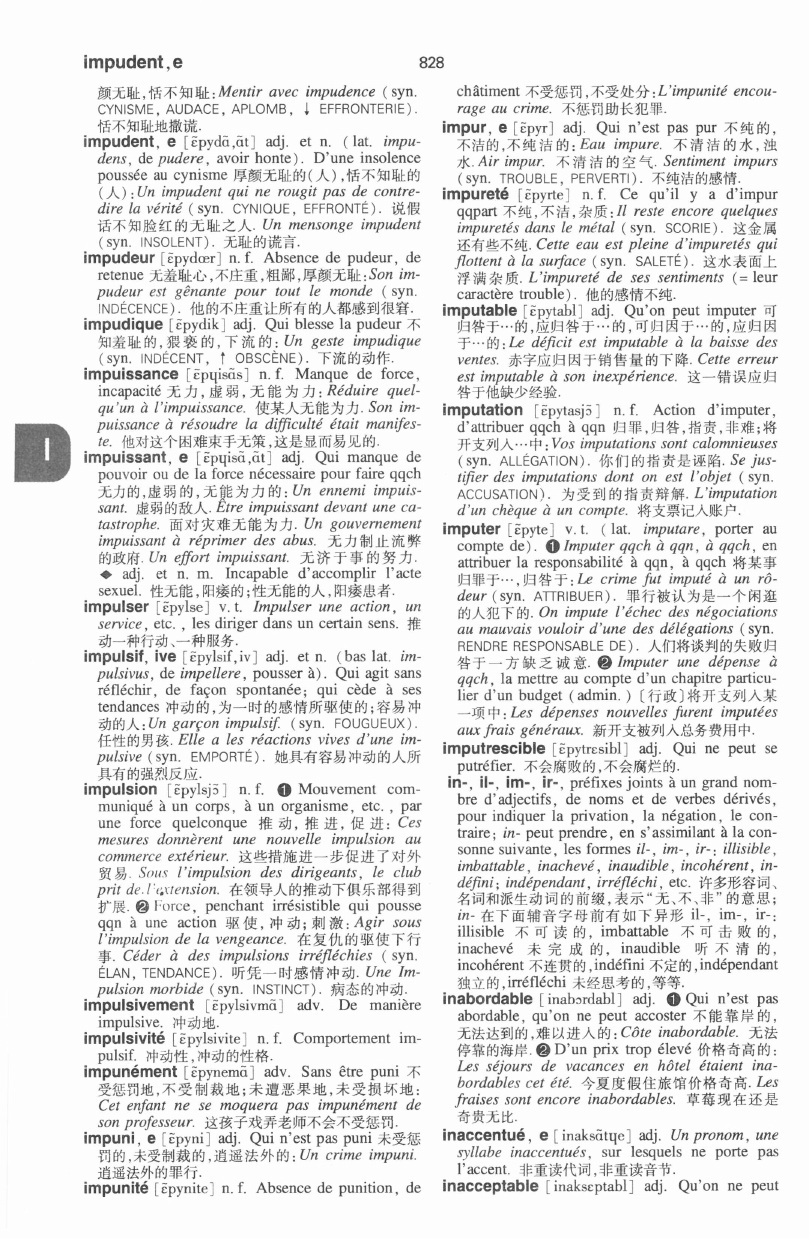 impudent,e
828
颜无耻,恬不知耻:Mentir avec impudence (syn.
CYNISME, AUDACE, APLOMB, ↓ EFFRONTERIE).
恬不知耻地撒谎.
impudent, e [ɛ̃pydɑ̃,ɑ̃t] adj. et n. (lat. impu-
dens, de pudere, avoir honte). D'une insolence
poussée au cynisme 厚颜无耻的(人),恬不知耻的
(人):Un impudent qui ne rougit pas de contre-
dire la vérité (syn. CYNIQUE, EFFRONTÉ). 说假
话不知脸红的无耻之人. Un mensonge impudent
(syn. INSOLENT). 无耻的谎言.
impudeur [ɛ̃pydœr] n. f. Absence de pudeur, de
retenue 无羞耻心,不庄重,粗鄙,厚颜无耻:Son im-
pudeur est gênante pour tout le monde (syn.
INDÉCENCE). 他的不庄重让所有的人都感到很窘.
impudique [ɛ̃pydik] adj. Qui blesse la pudeur 不
知羞耻的, 猥亵的, 下流的: Un geste impudique
(syn. INDÉCENT, ↑ OBSCÈNE). 下流的动作.
impuissance [ɛ̃pɥisɑ̃s] n. f. Manque de force,
incapacité 无力, 虚弱, 无能为力: Réduire quel-
qu'un à l'impuissance. 使某人无能为力. Son im-
puissance à résoudre la difficulté était manifes-
te. 他对这个困难束手无策,这是显而易见的.
impuissant, e [ɛ̃pɥisɑ̃,ɑ̃t] adj. Qui manque de
pouvoir ou de la force nécessaire pour faire qqch
无力的,虚弱的,无能为力的: Un ennemi impuis-
sant. 虚弱的敌人. Être impuissant devant une ca-
tastrophe. 面对灾难无能为力. Un gouvernement
impuissant à réprimer des abus. 无力制止流弊
的政府. Un effort impuissant. 无济于事的努力.
◆ adj. et n. m. Incapable d'accomplir l'acte
sexuel. 性无能,阳痿的;性无能的人,阳痿患者.
impulser [ɛ̃pylse] v. t. Impulser une action, un
service, etc. , les diriger dans un certain sens. 推
动一种行动、一种服务.
impulsif, ive [ɛ̃pylsif,iv] adj. et n. (bas lat. im-
pulsivus, de impellere, pousser à). Qui agit sans
réfléchir, de façon spontanée; qui cède à ses
tendances 冲动的,为一时的感情所驱使的;容易冲
动的人:Un garçon impulsif. (syn. FOUGUEUX).
任性的男孩. Elle a les réactions vives d'une im-
pulsive (syn. EMPORTÉ). 她具有容易冲动的人所
具有的强烈反应.
impulsion [ɛ̃pylsjɔ̃] n. f. ❶ Mouvement com-
muniqué à un corps, à un organisme, etc. , par
une force quelconque 推 动, 推 进, 促 进: Ces
mesures donnèrent une nouvelle impulsion au
commerce extérieur. 这些措施进一步促进了对外
贸易. Sous l'impulsion des dirigeants, le club
prit de l'extension. 在领导人的推动下俱乐部得到
扩展. ❷ Force, penchant irrésistible qui pousse
qqn à une action 驱使, 冲动; 刺激: Agir sous
l'impulsion de la vengeance. 在复仇的驱使下行
事. Céder à des impulsions irréfléchies (syn.
ÉLAN, TENDANCE). 听凭一时感情冲动. Une Im-
pulsion morbide (syn. INSTINCT). 病态的冲动.
impulsivement [ɛ̃pylsivmɑ̃] adv. De manière
impulsive. 冲动地.
impulsivité [ɛ̃pylsivite] n. f. Comportement im-
pulsif. 冲动性,冲动的性格.
impunément [ɛ̃pynemɑ̃] adv. Sans être puni 不
受惩罚地,不受制裁地;未遭恶果地,未受损坏地:
Cet enfant ne se moquera pas impunément de
son professeur. 这孩子戏弄老师不会不受惩罚.
impuni, e [ɛ̃pyni] adj. Qui n'est pas puni 未受惩
罚的,未受制裁的,逍遥法外的: Un crime impuni.
逍遥法外的罪行.
impunité [ɛ̃pynite] n. f. Absence de punition, de
I
châtiment 不受惩罚,不受处分:L'impunité encou-
rage au crime. 不惩罚助长犯罪.
impur, e [ɛ̃pyr] adj. Qui n'est pas pur 不纯的,
不洁的,不纯洁的: Eau impure. 不清洁的水, 浊
水. Air impur. 不清洁的空气. Sentiment impurs
(syn. TROUBLE, PERVERTI). 不纯洁的感情.
impureté [ɛ̃pyrte] n. f. Ce qu'il y a d'impur
qqpart 不纯,不洁,杂质:Il reste encore quelques
impuretés dans le métal (syn. SCORIE). 这金属
还有些不纯. Cette eau est pleine d'impuretés qui
flottent à la surface (syn. SALETÉ). 这水表面上
浮满杂质. L'impureté de ses sentiments (= leur
caractère trouble). 他的感情不纯.
imputable [ɛ̃pytabl] adj. Qu'on peut imputer 可
归咎于…的,应归咎于…的,可归因于…的,应归因
于…的: Le déficit est imputable à la baisse des
ventes. 赤字应归因于销售量的下降. Cette erreur
est imputable à son inexpérience. 这一错误应归
咎于他缺少经验.
imputation [ɛ̃pytasjɔ̃] n. f. Action d'imputer,
d'attribuer qqch à qqn 归罪,归咎,指责,非难;将
开支列入…中: Vos imputations sont calomnieuses
(syn. ALLÉGATION). 你们的指责是诬陷. Se jus-
tifier des imputations dont on est l'objet (syn.
ACCUSATION). 为受到的指责辩解. L'imputation
d'un chèque à un compte. 将支票记入账户.
imputer [ɛ̃pyte] v. t. (lat. imputare, porter au
compte de). ❶ Imputer qqch à qqn, à qqch, en
attribuer la responsabilité à qqn, à qqch 将某事
归罪于…,归咎于: Le crime fut imputé à un rô-
deur (syn. ATTRIBUER). 罪行被认为是一个闲逛
的人犯下的. On impute l'échec des négociations
au mauvais vouloir d'une des délégations (syn.
RENDRE RESPONSABLE DE). 人们将谈判的失败归
咎于一方缺乏诚意. ❷ Imputer une dépense à
qqch, la mettre au compte d'un chapitre particu-
lier d'un budget (admin. )〔行政〕将开支列入某
一项中: Les dépenses nouvelles furent imputées
aux frais généraux. 新开支被列入总务费用中.
imputrescible [ɛ̃pytrɛsibl] adj. Qui ne peut se
putréfier. 不会腐败的,不会腐烂的.
in-, il-, im-, ir-, préfixes joints à un grand nom-
bre d'adjectifs, de noms et de verbes dérivés,
pour indiquer la privation, la négation, le con-
traire; in- peut prendre, en s'assimilant à la con-
sonne suivante, les formes il-, im-, ir-: illisible,
imbattable, inachevé, inaudible, incohérent, in-
défini; indépendant, irréfléchi, etc. 许多形容词、
名词和派生动词的前缀,表示“无、不、非”的意思;
in- 在下面辅音字母前有如下异形 il-, im-, ir-:
illisible 不可读的, imbattable 不可击败的,
inachevé 未完成的, inaudible 听不清的,
incohérent 不连贯的,indéfini 不定的,indépendant
独立的,irréfléchi 未经思考的,等等.
inabordable [inabɔrdabl] adj. ❶ Qui n'est pas
abordable, qu'on ne peut accoster 不能靠岸的,
无法达到的,难以进入的: Côte inabordable. 无法
停靠的海岸. ❷ D'un prix trop élevé 价格奇高的:
Les séjours de vacances en hôtel étaient ina-
bordables cet été. 今夏度假住旅馆价格奇高. Les
fraises sont encore inabordables. 草莓现在还是
奇贵无比.
inaccentué, e [inaksɑ̃tɥe] adj. Un pronom, une
syllabe inaccentués, sur lesquels ne porte pas
l'accent. 非重读代词,非重读音节.
inacceptable [inaksɛptabl] adj. Qu'on ne peut